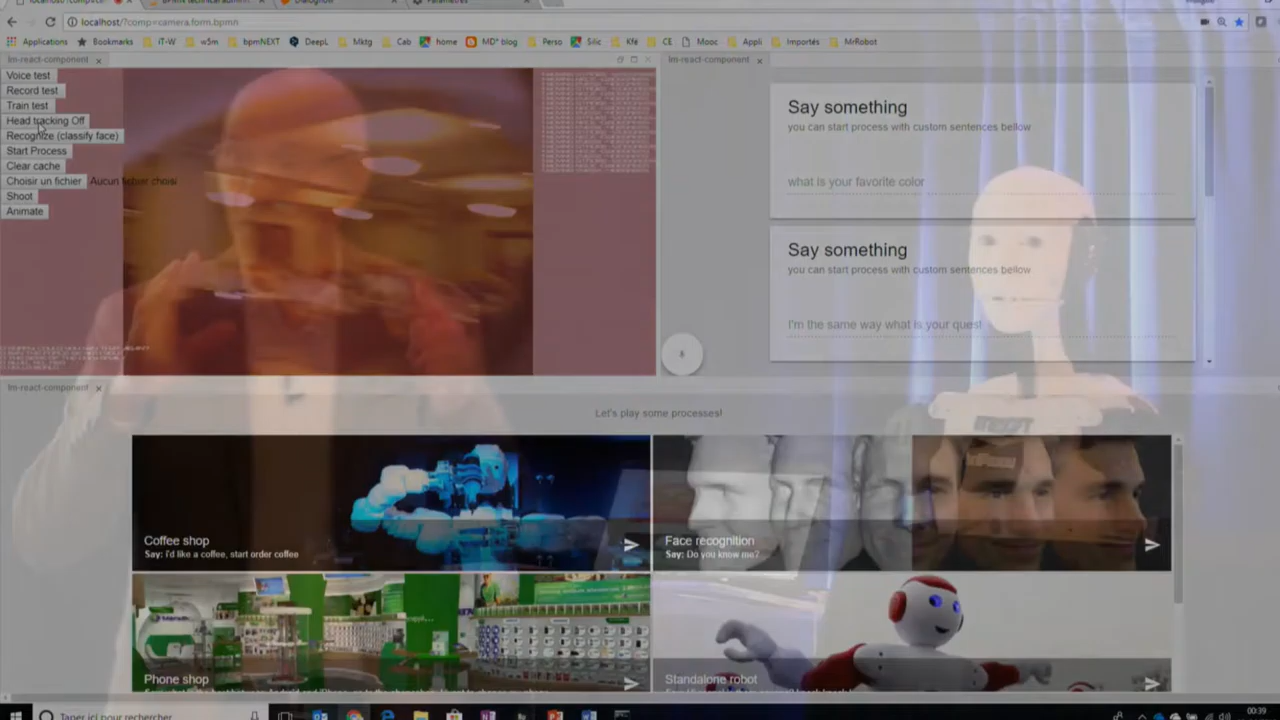 localhost/?comp=camera.form.bpmn
Applications Bookmarks iT-W w5m bpmNEXT DeepL Mktg Cab home MD* blog Perso Silic Kfé CE Mooc Appli Importés MrRobot
lm-react-component
lm-react-component
Voice test
Record test
Train test
Head tracking Off
Recognize (classify face)
Start Process
Clear cache
Choisir un fichier Aucun fichier choisi
Shoot
Animate
Say something
you can start process with custom sentences bellow
what is your favorite color
Say something
you can start process with custom sentences bellow
I'm the same way what is your quest
lm-react-component
Let's play some processes!
Coffee shop
Say: I'd like a coffee, start order coffee
Face recognition
Say: Do you know me?
Phone shop
Standalone robot
Taper ici pour rechercher
00:39